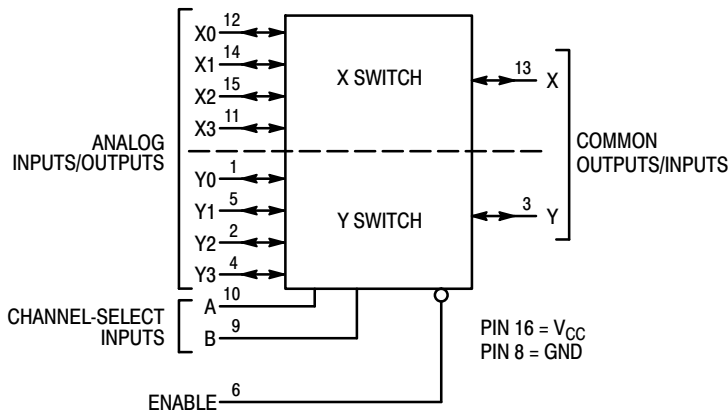 X0 12
X1 14
X2 15
X3 11
X SWITCH
13 X
ANALOG
INPUTS/OUTPUTS
COMMON
OUTPUTS/INPUTS
Y0 1
Y1 5
Y2 2
Y3 4
Y SWITCH
3 Y
CHANNEL-SELECT
INPUTS
A 10
B 9
PIN 16 = VCC
PIN 8 = GND
ENABLE 6